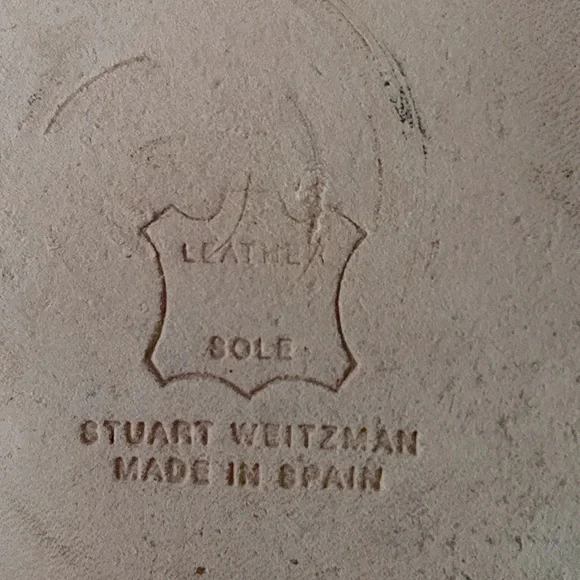 LEATHER
SOLE
STUART WEITZMAN
MADE IN SPAIN